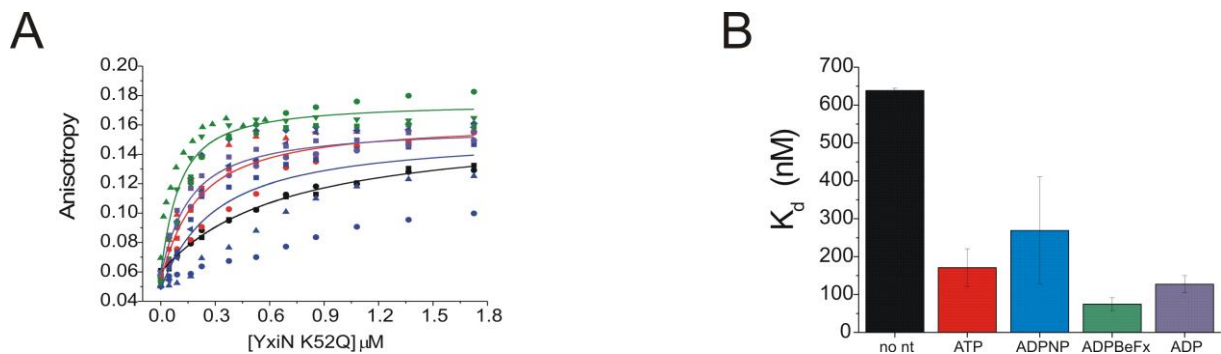 A
Anisotropy
0.20
0.18
0.16
0.14
0.12
0.10
0.08
0.06
0.04
0.0 0.3 0.6 0.9 1.2 1.5 1.8
[YxiN K52Q] μM
B
Kd (nM)
700
600
500
400
300
200
100
0
no nt ATP ADPNP ADPBeFx ADP